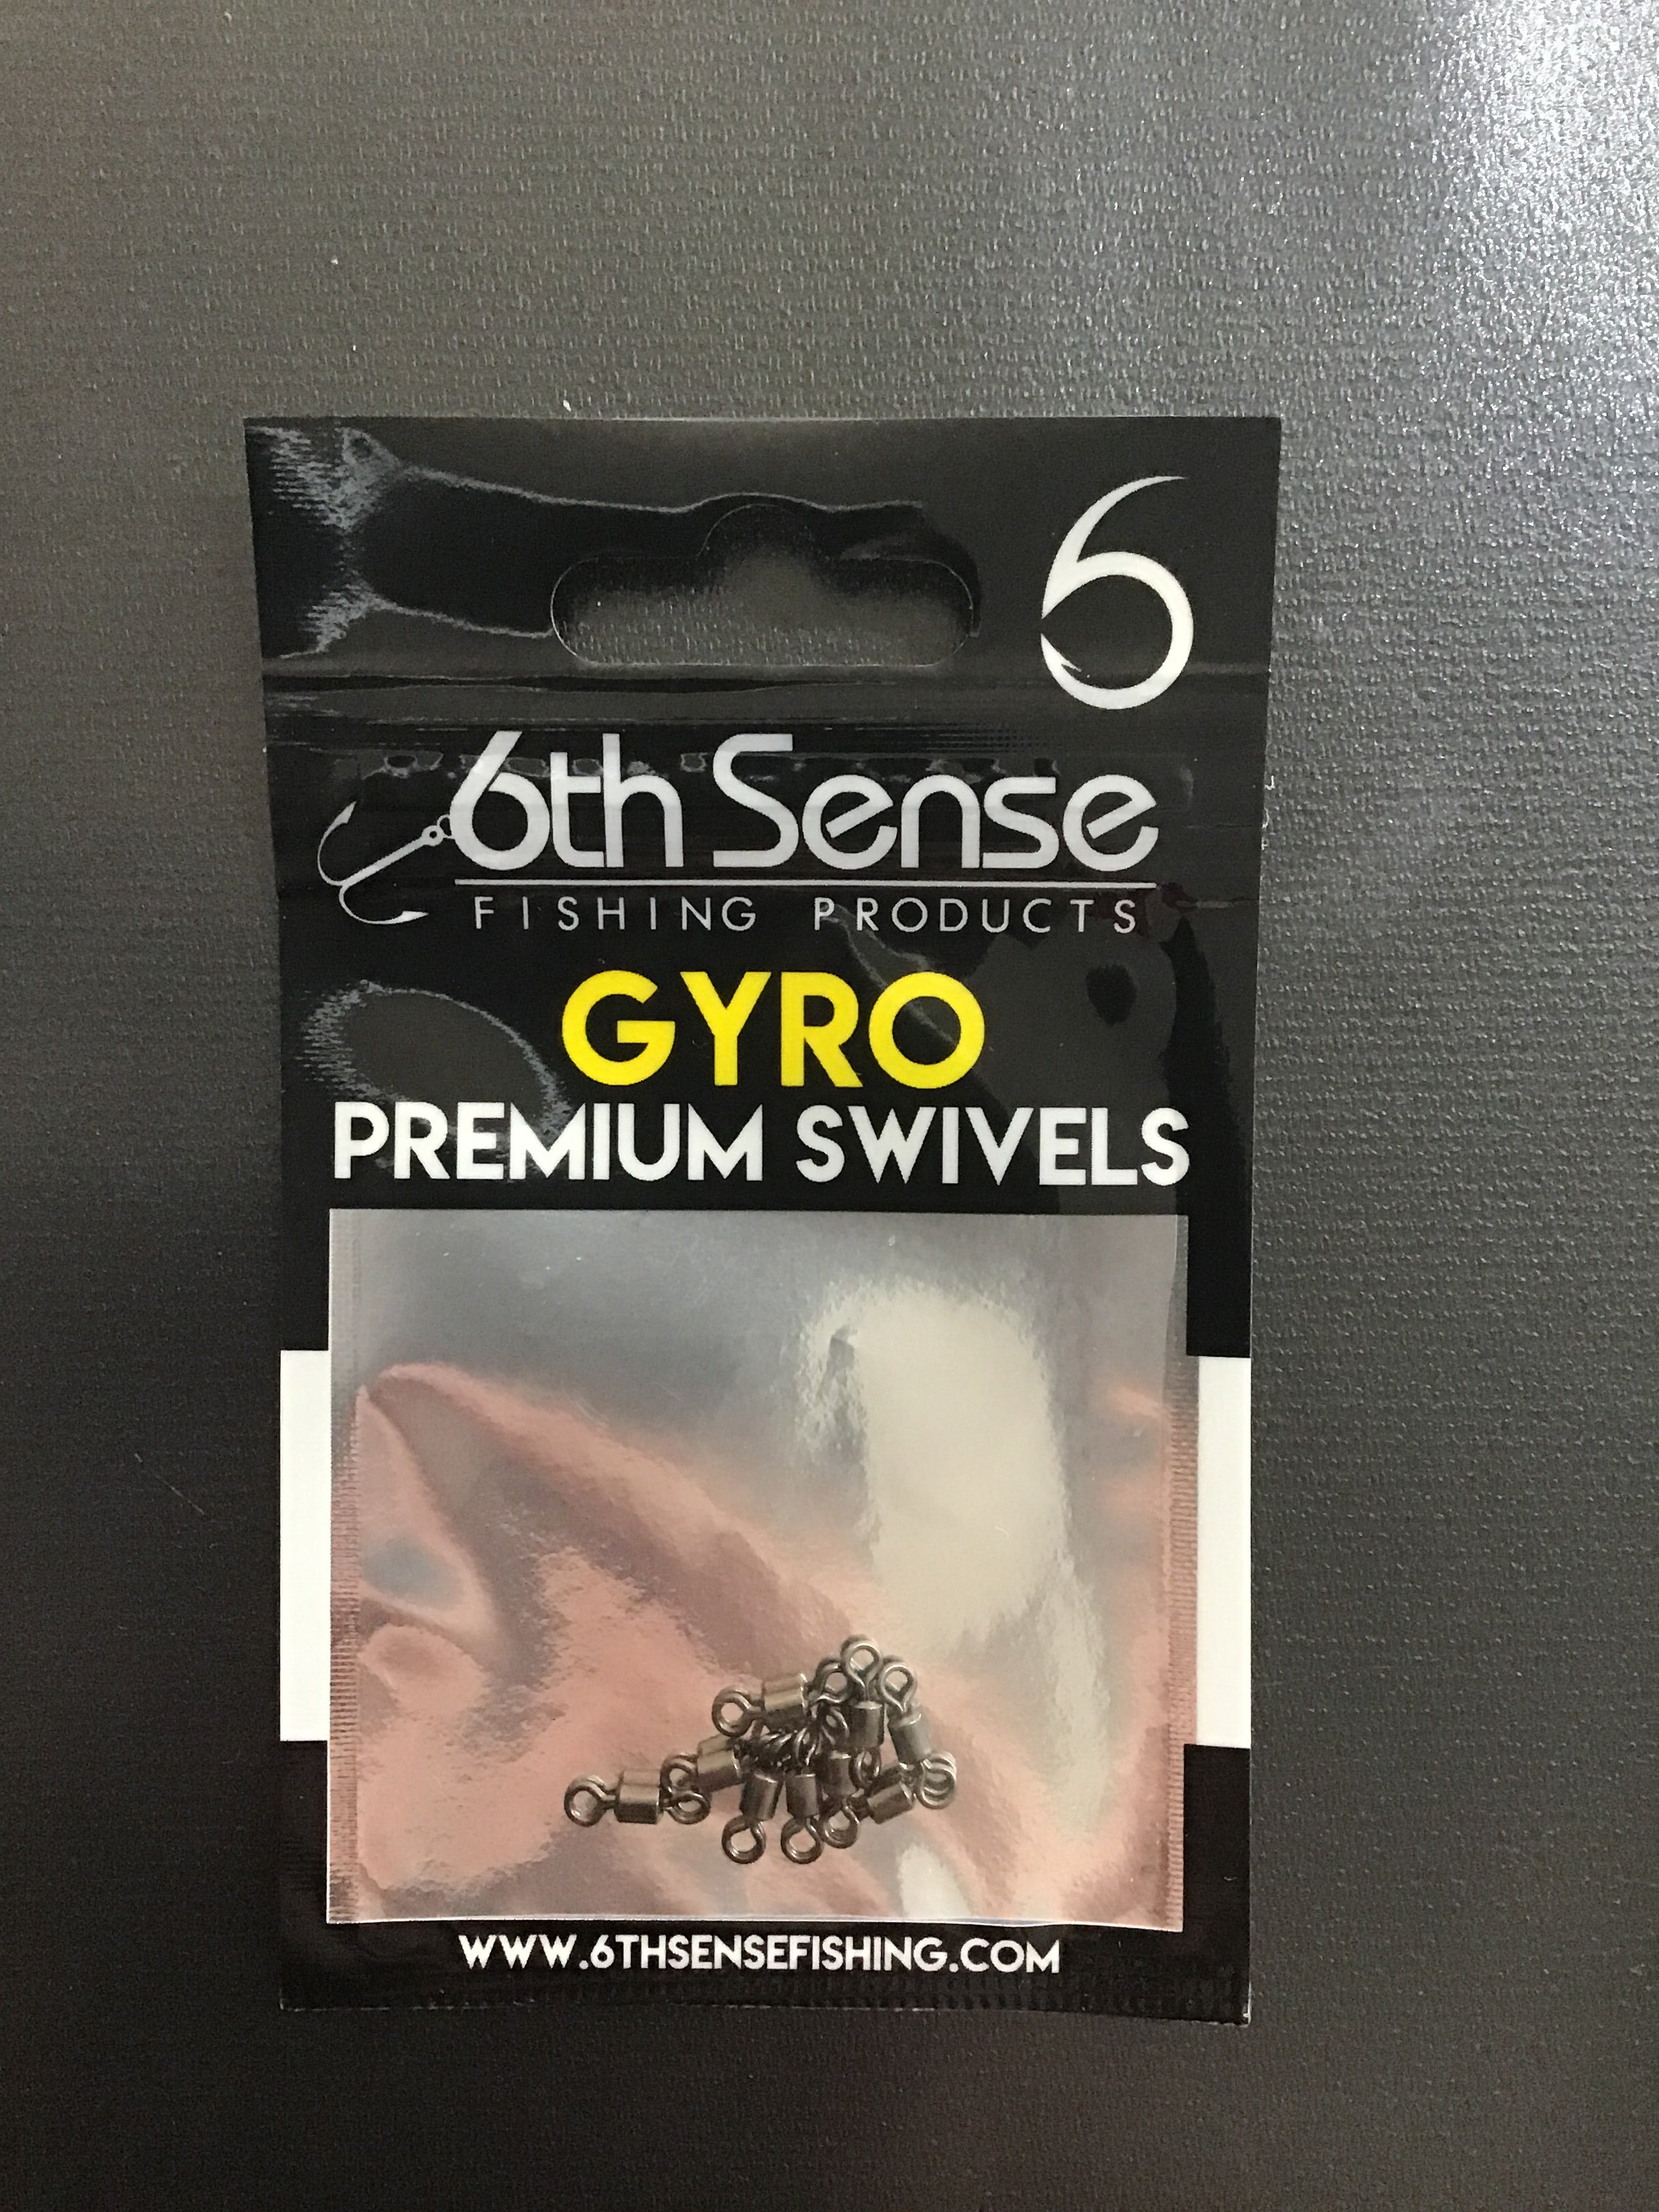 6
6th Sense
FISHING PRODUCTS
GYRO
PREMIUM SWIVELS
WWW.6THSENSEFISHING.COM